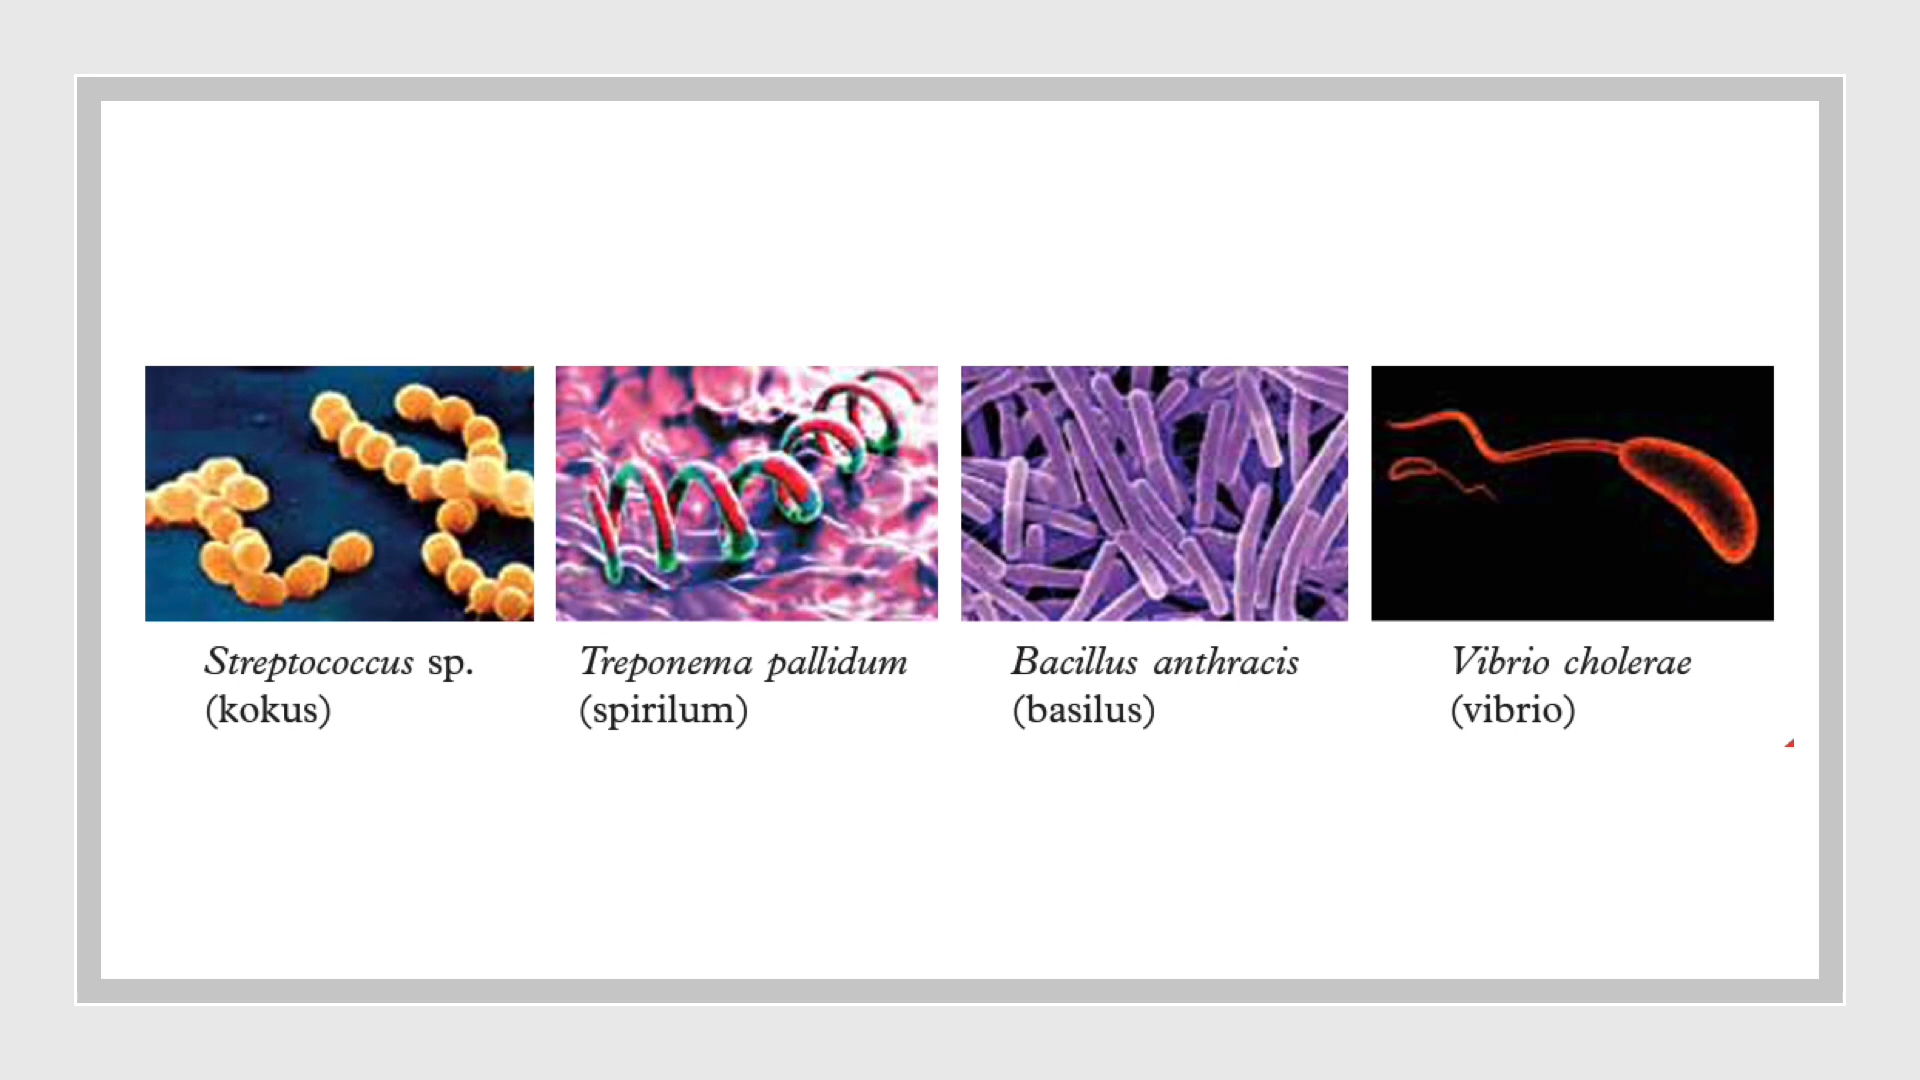 Streptococcus sp.
(kokus)
Treponema pallidum
(spirilum)
Bacillus anthracis
(basilus)
Vibrio cholerae
(vibrio)